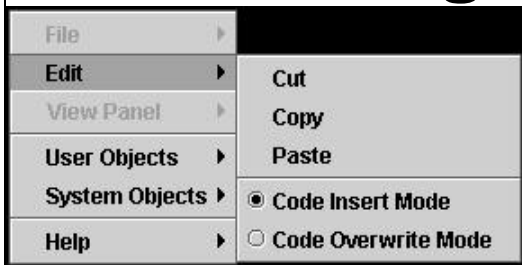 File
Edit
View Panel
User Objects
System Objects
Help
Cut
Copy
Paste
Code Insert Mode
Code Overwrite Mode